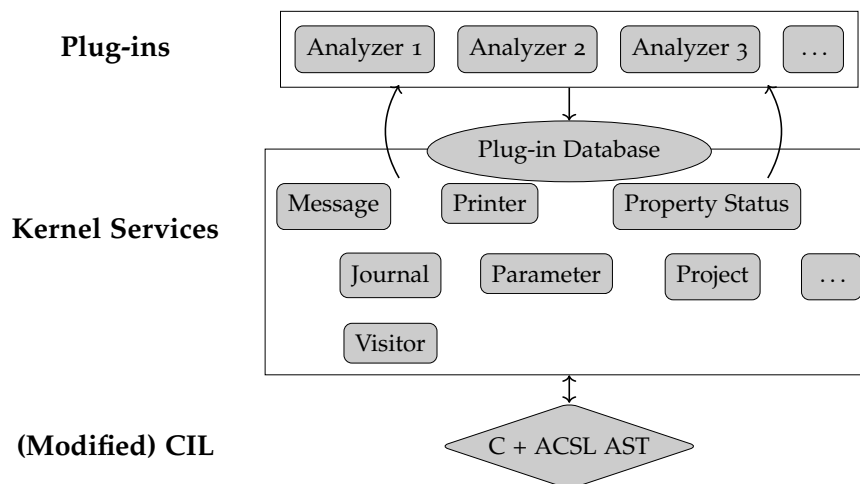 Plug-ins
Analyzer 1 Analyzer 2 Analyzer 3 ...
Plug-in Database
Kernel Services
Message Printer Property Status
Journal Parameter Project ...
Visitor
(Modified) CIL
C + ACSL AST